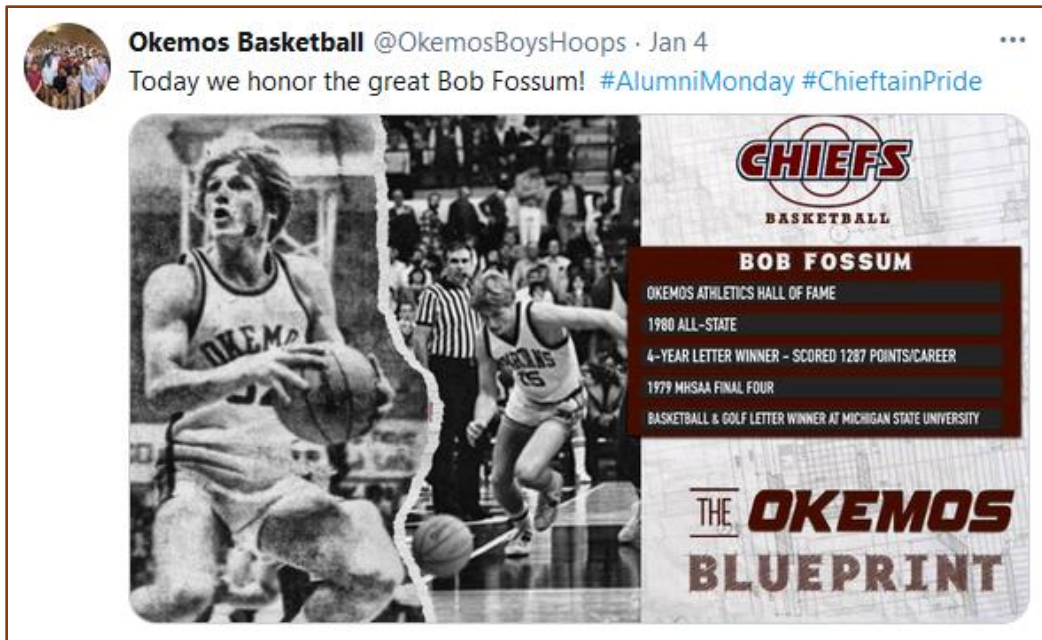 Okemos Basketball @OkemosBoysHoops · Jan 4
Today we honor the great Bob Fossum! #AlumniMonday #ChieftainPride
OKEMO
15
CHIEFS
BASKETBALL
BOB FOSSUM
OKEMOS ATHLETICS HALL OF FAME
1980 ALL-STATE
4-YEAR LETTER WINNER - SCORED 1287 POINTS/CAREER
1979 MHSAA FINAL FOUR
BASKETBALL & GOLF LETTER WINNER AT MICHIGAN STATE UNIVERSITY
THE OKEMOS
BLUEPRINT